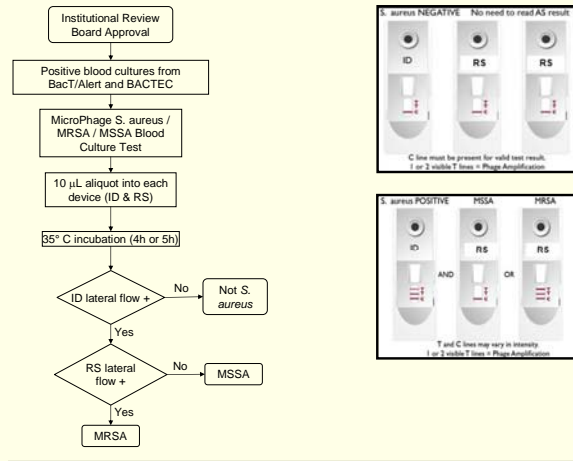 Institutional Review
Board Approval
Positive blood cultures from
BacT/Alert and BACTEC
MicroPhage S. aureus /
MRSA / MSSA Blood
Culture Test
10 μL aliquot into each
device (ID & RS)
35° C incubation (4h or 5h)
ID lateral flow +
No
Not S.
aureus
Yes
RS lateral
flow +
No
MSSA
Yes
MRSA
S. aureus NEGATIVE No need to read AS result
ID
RS
RS
C line must be present for valid test result.
1 or 2 visible T lines = Phage Amplification
S. aureus POSITIVE MSSA MRSA
ID
RS
RS
AND
OR
T and C lines may vary in intensity.
1 or 2 visible T lines = Phage Amplification